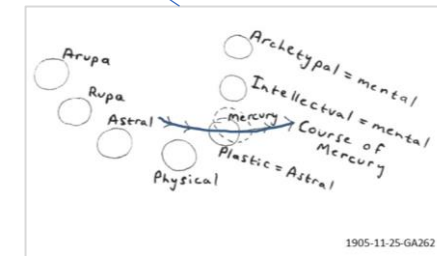 Arupa
Rupa
Astral
Physical
Archetypal = mental
Intellectual = mental
mercury
Course of
Mercury
Plastic = Astral
1905-11-25-GA262